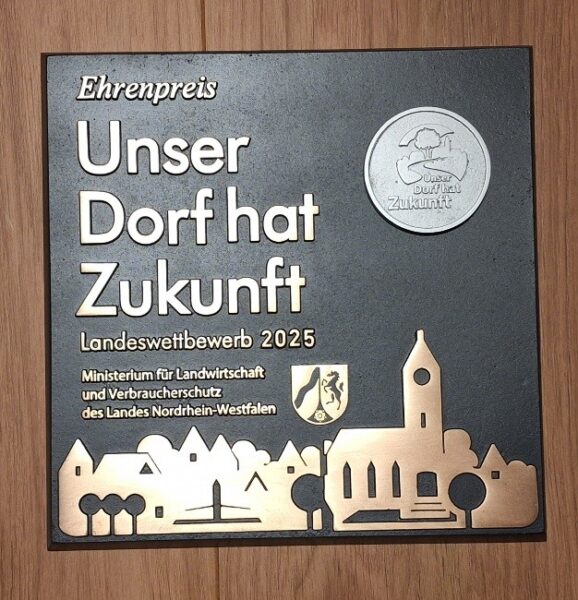 Ehrenpreis
Unser
Dorf hat
Zukunft
Landeswettbewerb 2025
Ministerium für Landwirtschaft
und Verbraucherschutz
des Landes Nordrhein-Westfalen
Unser
Dorf hat
Zukunft